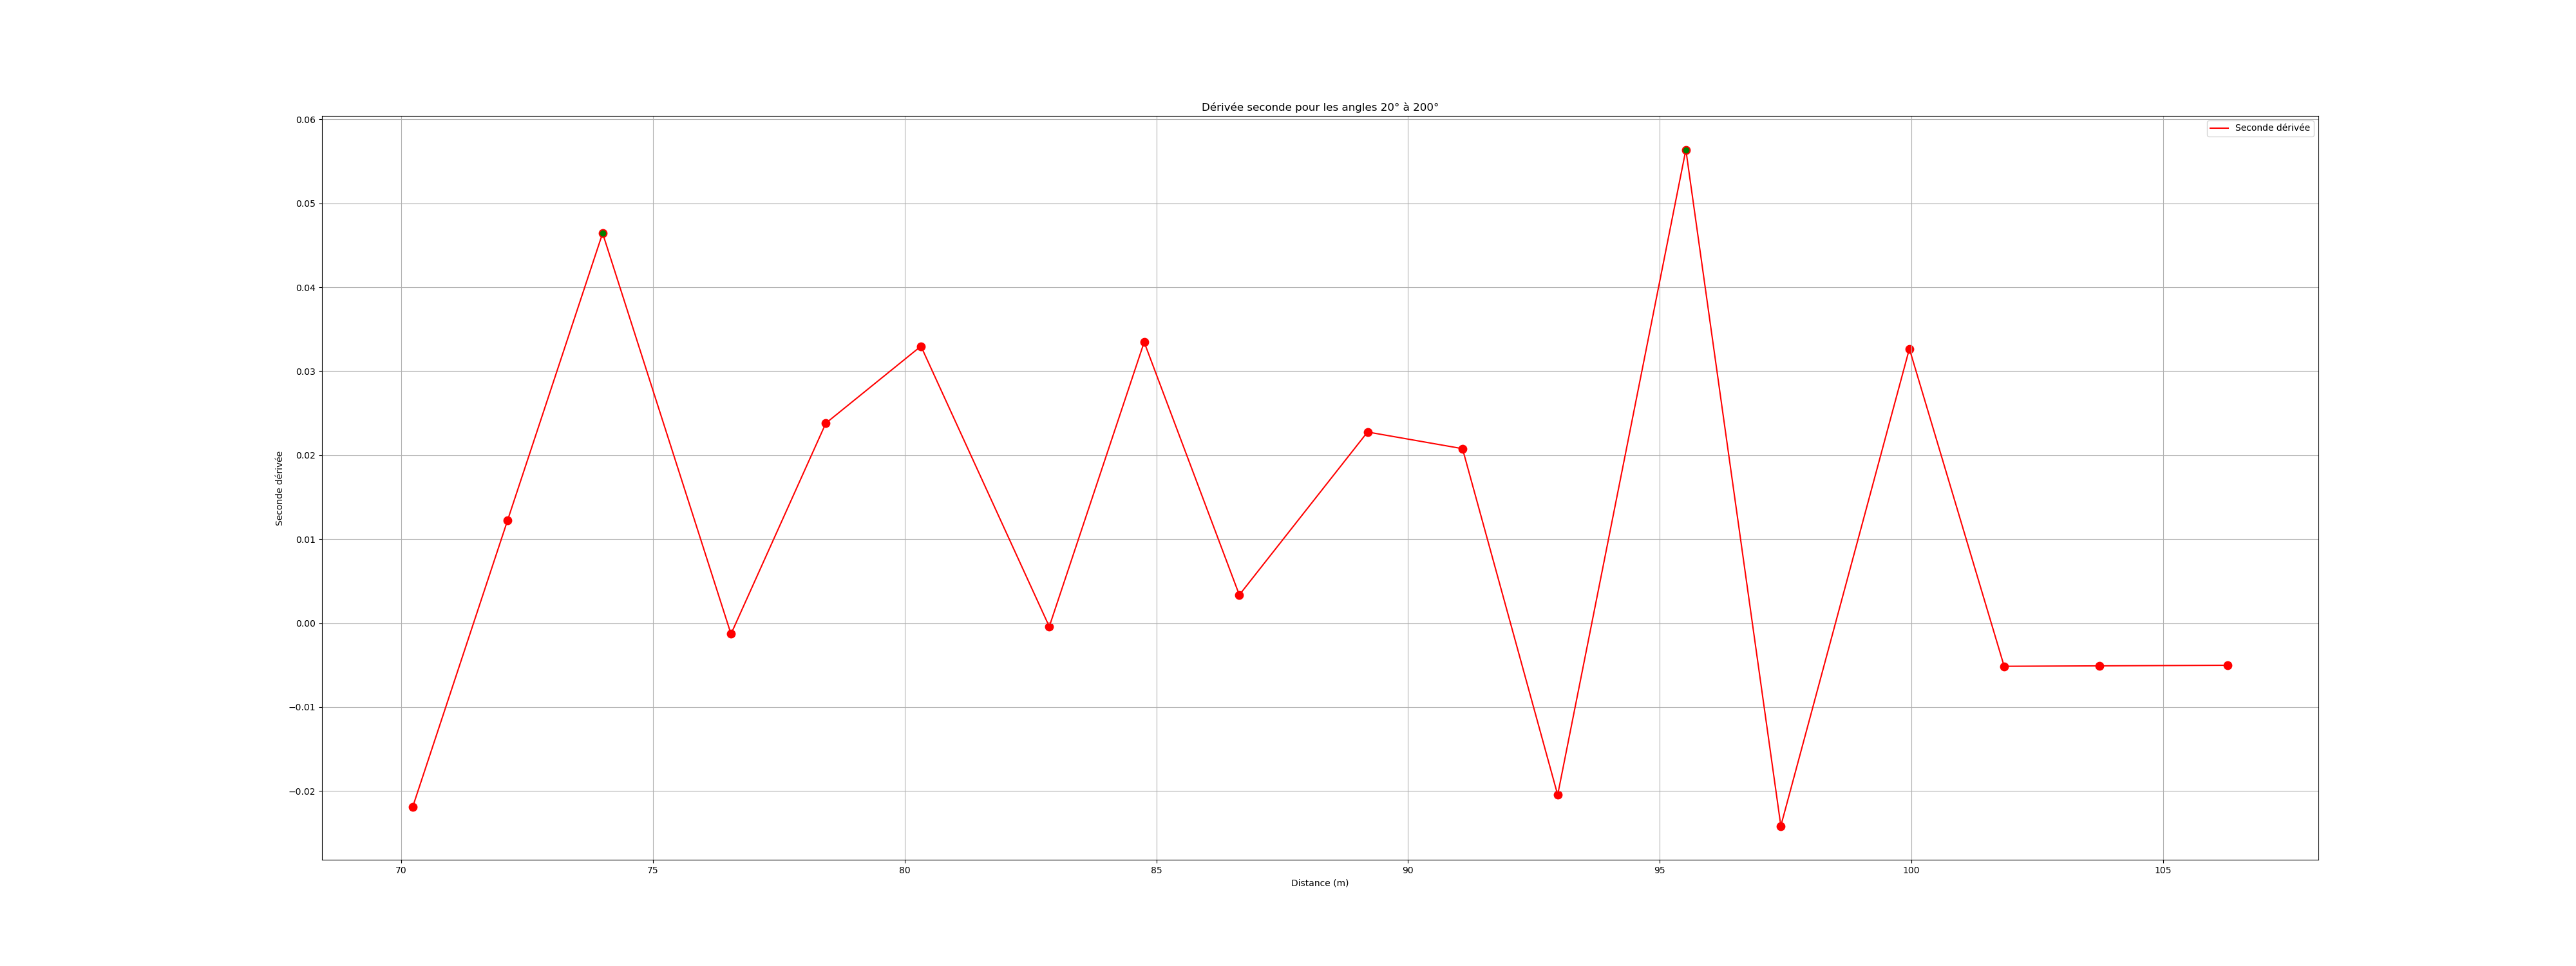 Dérivée seconde pour les angles 20° à 200°
Seconde dérivée
0.06
0.05
0.04
0.03
0.02
0.01
0.00
−0.01
−0.02
Seconde dérivée
70 75 80 85 90 95 100 105
Distance (m)